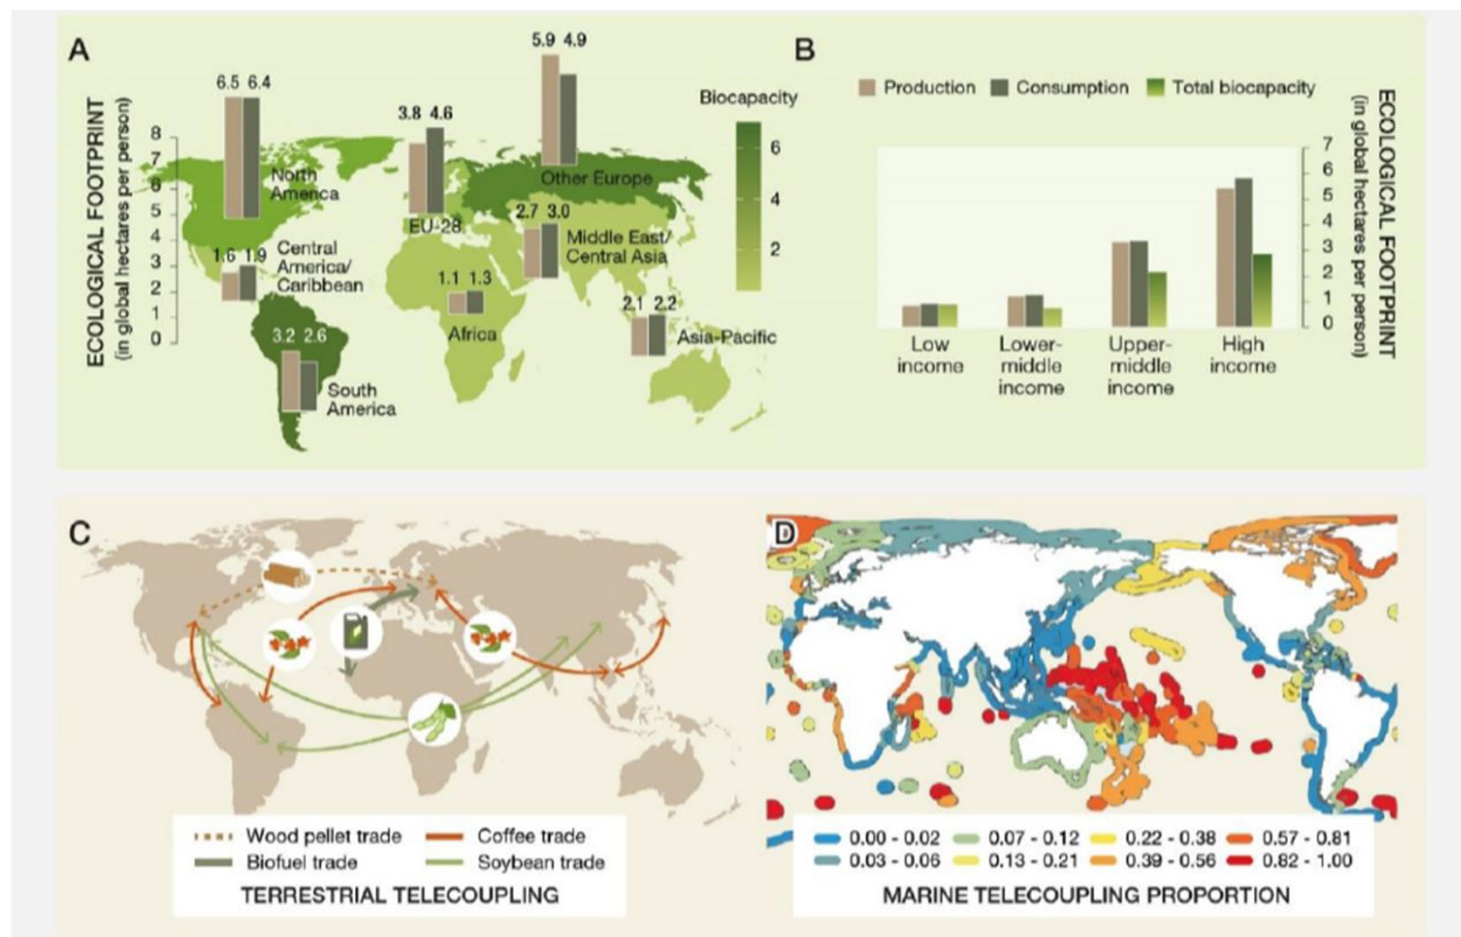 A
ECOLOGICAL FOOTPRINT
(in global hectares per person)
8
7
6
5
4
3
2
1
0
6.5 6.4
North
America
1.6 1.9
Central
America/
Caribbean
3.2 2.6
South
America
3.8 4.6
EU-28
5.9 4.9
Other Europe
2.7 3.0
Middle East/
Central Asia
1.1 1.3
Africa
2.1 2.2
Asia-Pacific
Biocapacity
6
4
2
B
Production Consumption Total biocapacity
7
6
5
4
3
2
1
0
ECOLOGICAL FOOTPRINT
(in global hectares per person)
Low
income
Lower-
middle
income
Upper-
middle
income
High
income
C
Wood pellet trade Coffee trade
Biofuel trade Soybean trade
TERRESTRIAL TELECOUPLING
D
0.00 - 0.02 0.07 - 0.12 0.22 - 0.38 0.57 - 0.81
0.03 - 0.06 0.13 - 0.21 0.39 - 0.56 0.82 - 1.00
MARINE TELECOUPLING PROPORTION